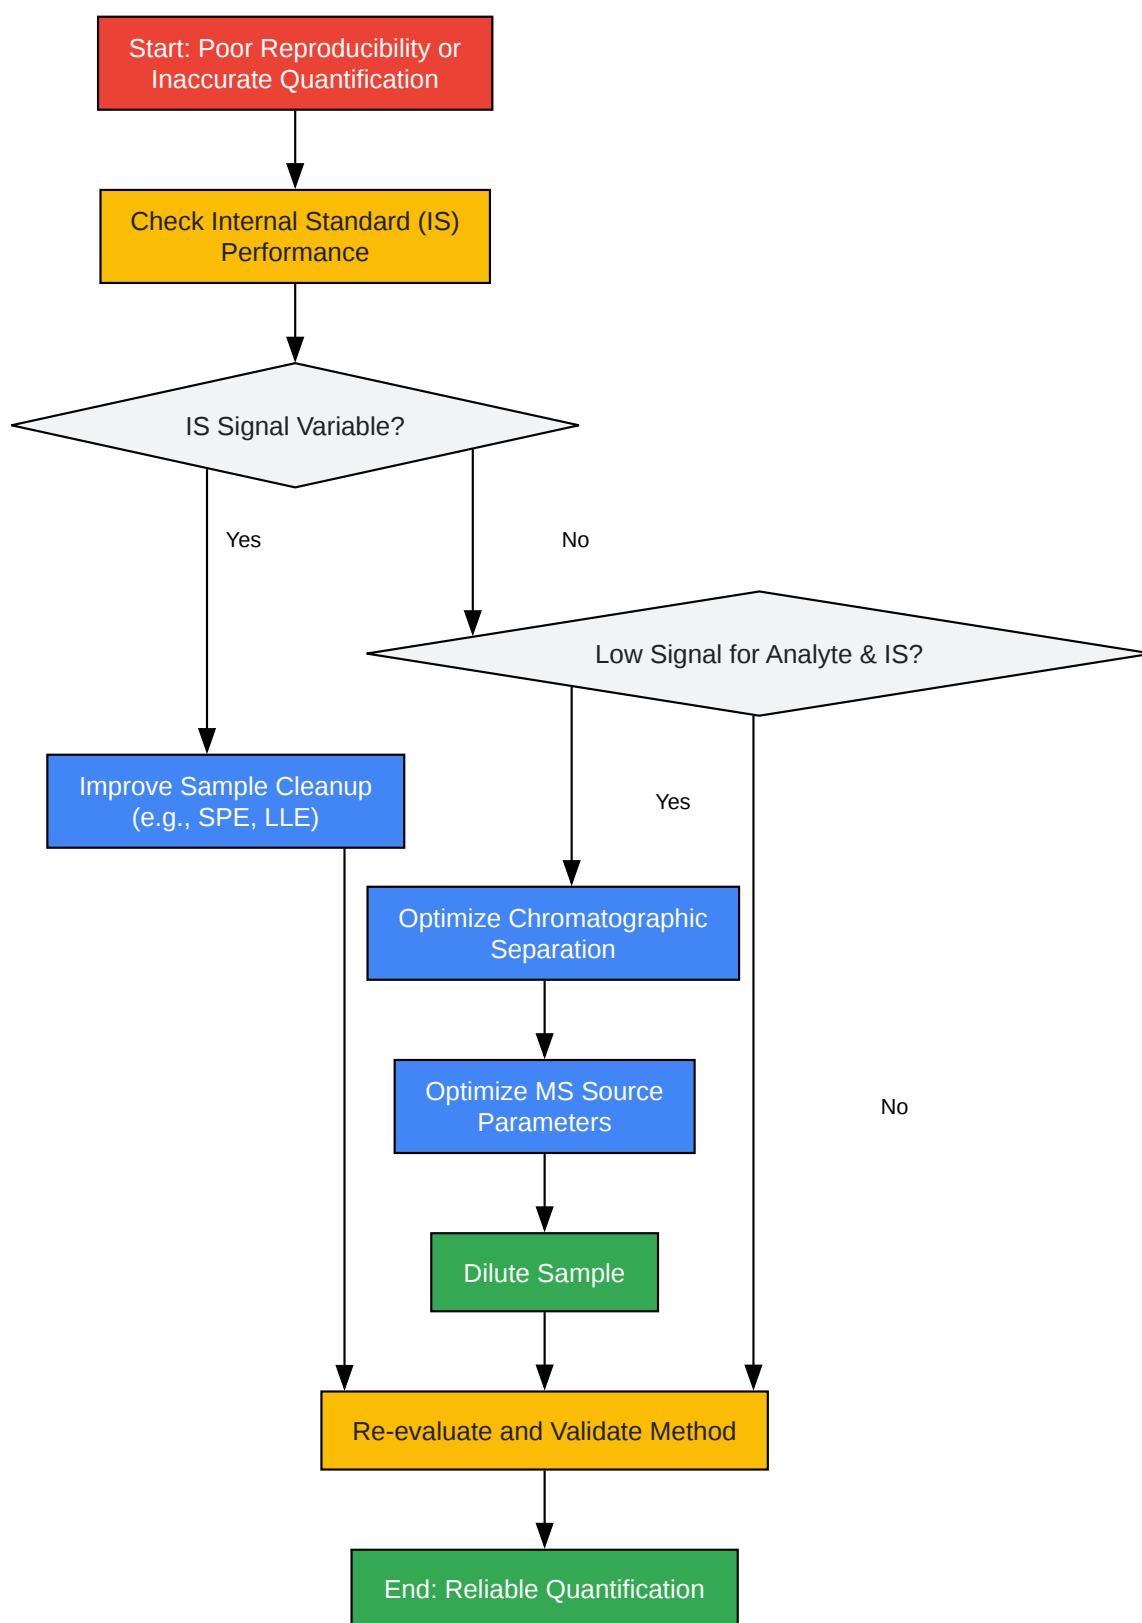 Start: Poor Reproducibility or
Inaccurate Quantification
Check Internal Standard (IS)
Performance
IS Signal Variable?
Yes
No
Low Signal for Analyte & IS?
Improve Sample Cleanup
(e.g., SPE, LLE)
Yes
Optimize Chromatographic
Separation
Optimize MS Source
Parameters
No
Dilute Sample
Re-evaluate and Validate Method
End: Reliable Quantification